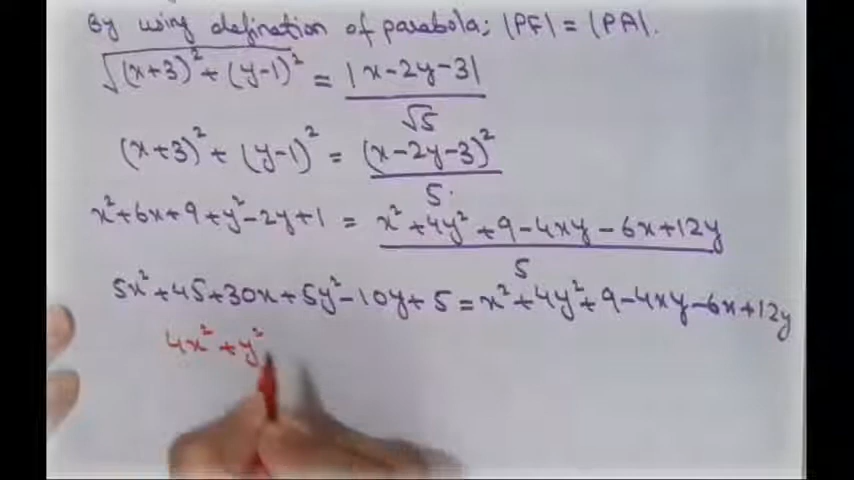 By using defination of parabola; |PF| = |PA|.
√(x+3)² + (y-1)² = |x-2y-3| / √5
(x+3)² + (y-1)² = (x-2y-3)² / 5.
x²+6x+9+y²-2y+1 = x²+4y²+9-4xy-6x+12y / 5
5x²+45+30x+5y²-10y+5 = x²+4y²+9-4xy-6x+12y
4x²+y²